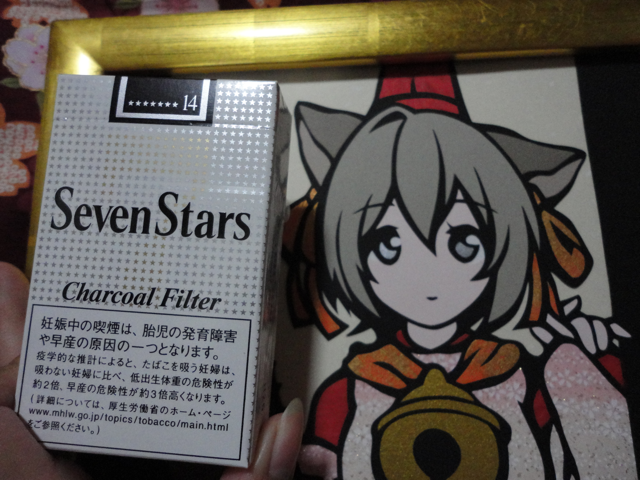 ★★★★★★★ 14
SevenStars
Charcoal Filter
妊娠中の喫煙は、胎児の発育障害
や早産の原因の一つとなります。
疫学的な推計によると、たばこを吸う妊婦は、
吸わない妊婦に比べ、低出生体重の危険性が
約2倍、早産の危険性が約3倍高くなります。
(詳細については、厚生労働省のホーム・ページ
www.mhlw.go.jp/topics/tobacco/main.html
をご参照ください。)